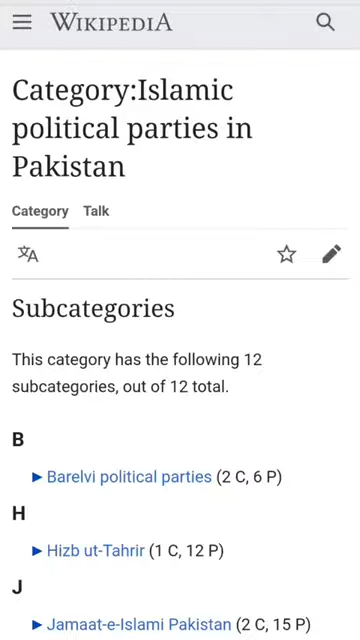 WIKIPEDIA
Category:Islamic
political parties in
Pakistan
Category Talk
Subcategories
This category has the following 12
subcategories, out of 12 total.
B
► Barelvi political parties (2 C, 6 P)
H
► Hizb ut-Tahrir (1 C, 12 P)
J
► Jamaat-e-Islami Pakistan (2 C, 15 P)